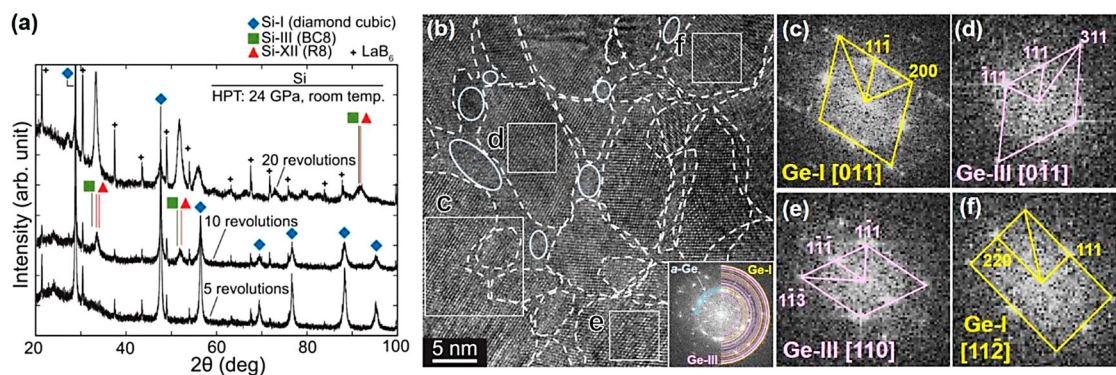 (a)
Si-I (diamond cubic)
Si-III (BC8)
Si-XII (R8)
+ LaB₆
Si
HPT: 24 GPa, room temp.
20 revolutions
10 revolutions
5 revolutions
Intensity (arb. unit)
20 40 60 80 100
2θ (deg)
(b)
f
d
c
e
a-Ge
Ge-I
Ge-III
5 nm
(c)
11̄1̄
200
Ge-I [011]
(d)
311
111
1̄11
Ge-III [01̄1]
(e)
111
11̄1
11̄3
Ge-III [110]
(f)
111
22̄0
Ge-I
[112̄]